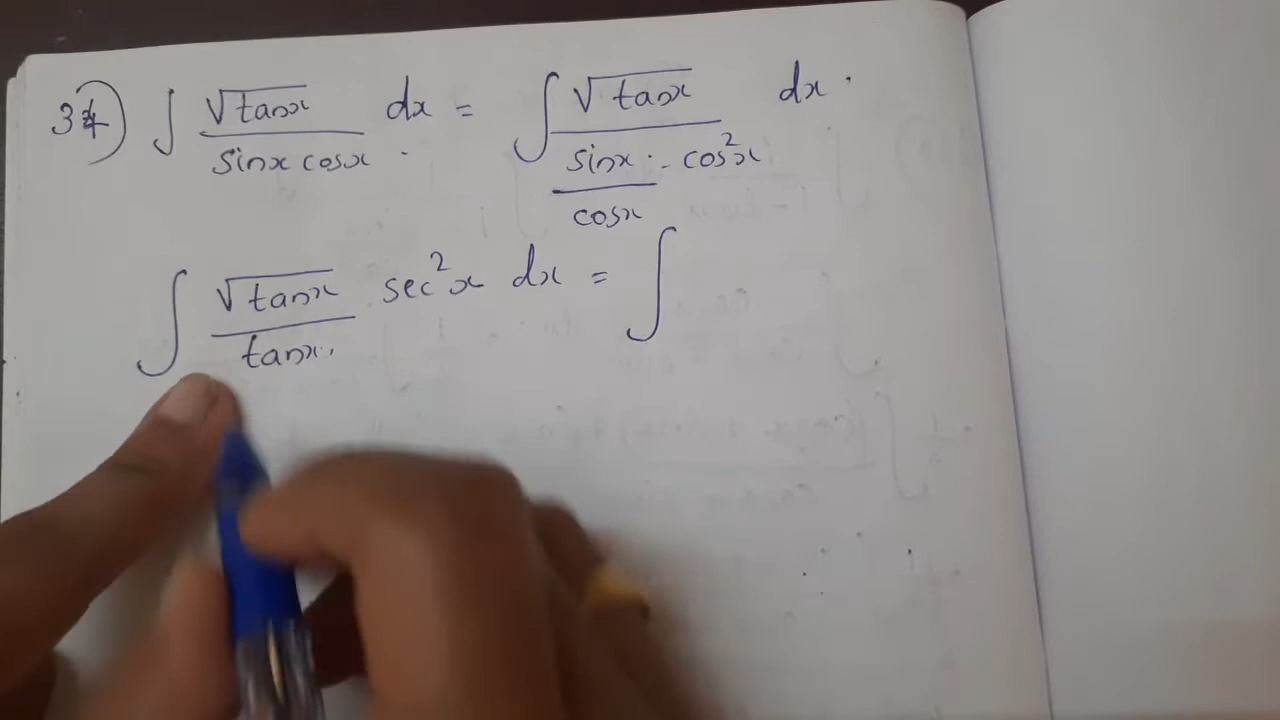 34) ∫ √tanx / sinx cosx dx = ∫ √tanx / (sinx / cosx · cos²x) dx.
∫ √tanx / tanx sec²x dx = ∫